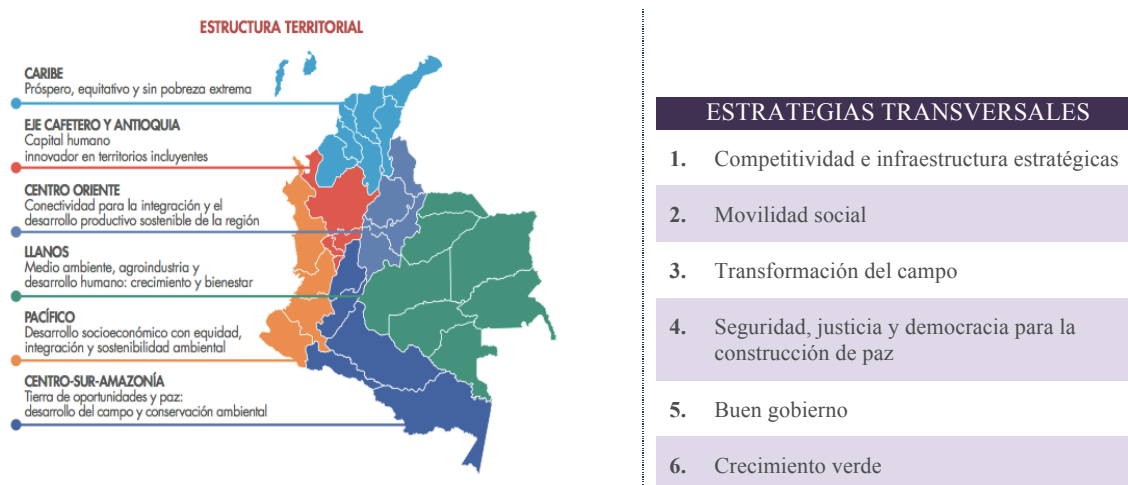 ESTRUCTURA TERRITORIAL
CARIBE
Próspero, equitativo y sin pobreza extrema
EJE CAFETERO Y ANTIOQUIA
Capital humano
innovador en territorios incluyentes
CENTRO ORIENTE
Conectividad para la integración y el
desarrollo productivo sostenible de la región
LLANOS
Medio ambiente, agroindustria y
desarrollo humano: crecimiento y bienestar
PACÍFICO
Desarrollo socioeconómico con equidad,
integración y sostenibilidad ambiental
CENTRO-SUR-AMAZONÍA
Tierra de oportunidades y paz:
desarrollo del campo y conservación ambiental
ESTRATEGIAS TRANSVERSALES
1. Competitividad e infraestructura estratégicas
2. Movilidad social
3. Transformación del campo
4. Seguridad, justicia y democracia para la
construcción de paz
5. Buen gobierno
6. Crecimiento verde